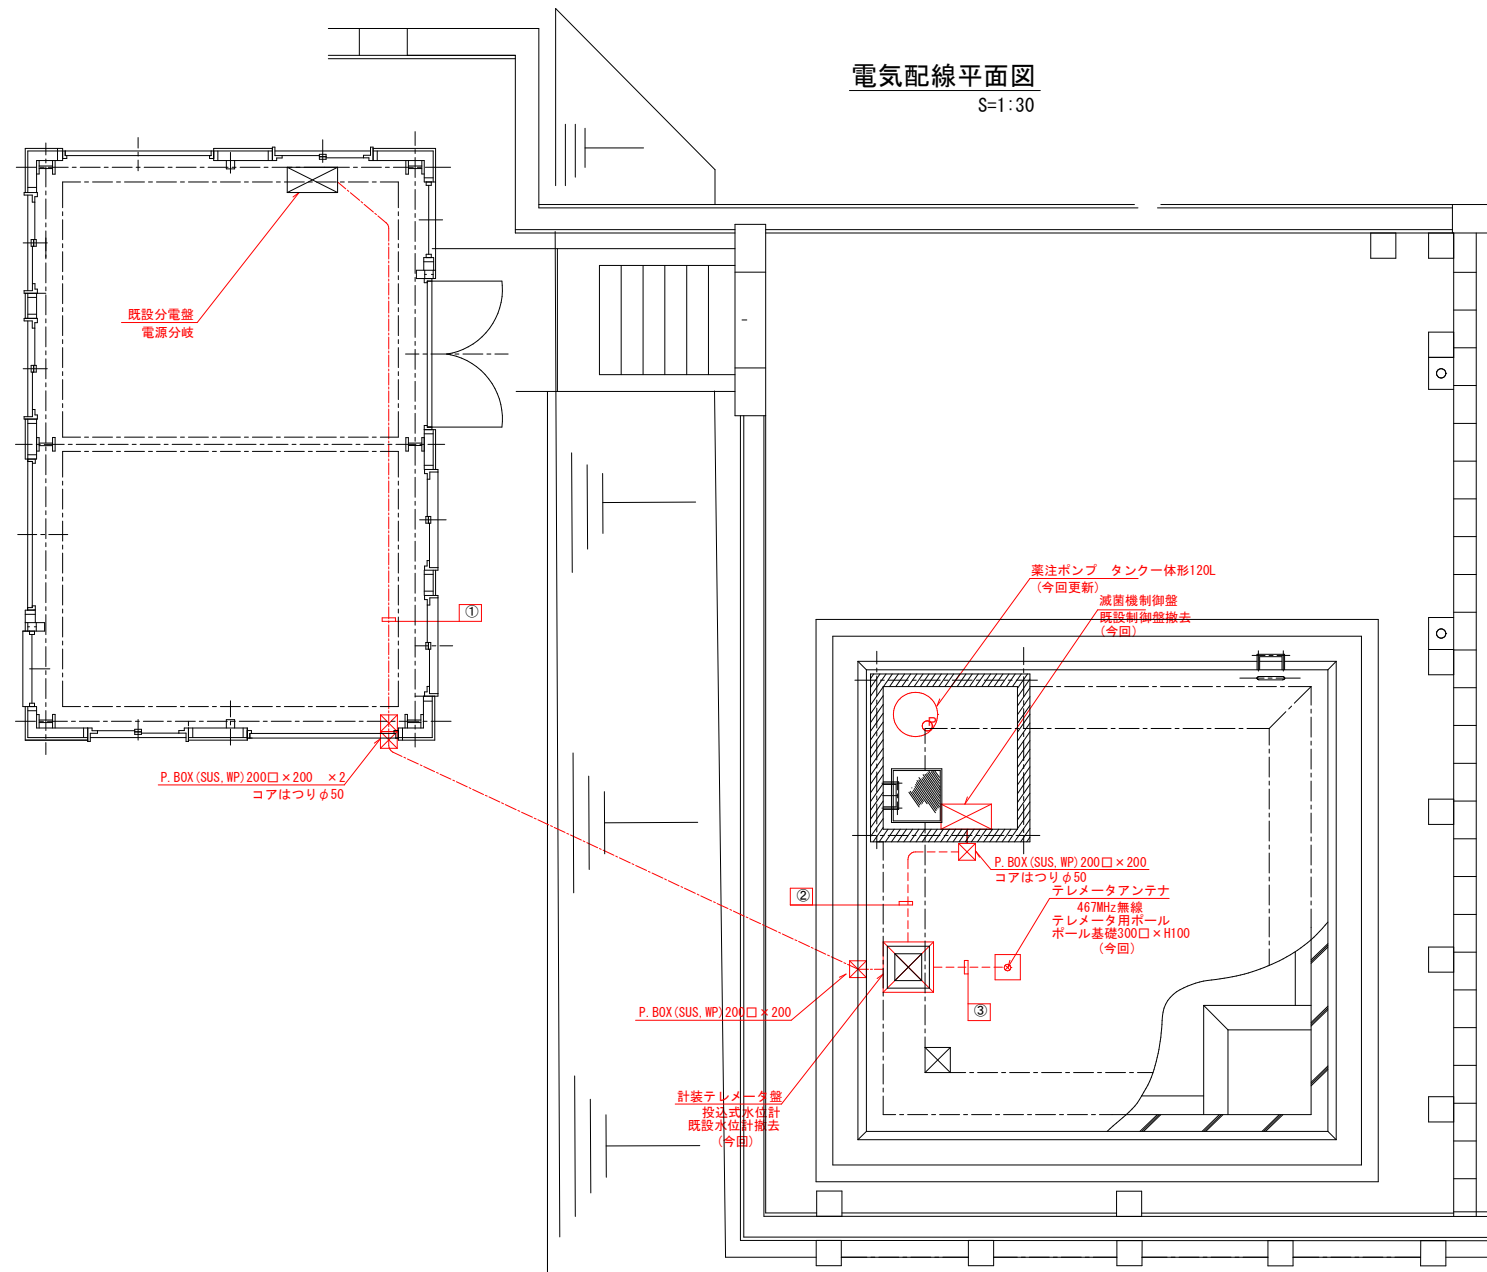 電気配線平面図
S=1:30
既設分電盤
電源分岐
①
P.BOX(SUS,WP)200□×200 ×2
コアはつりφ50
薬注ポンプ タンク一体形120L
(今回更新)
滅菌機制御盤
既設制御盤撤去
(今回)
P
P.BOX(SUS,WP)200□×200
コアはつりφ50
②
テレメータアンテナ
467MHz無線
テレメータ用ポール
ポール基礎300□×H100
(今回)
③
P.BOX(SUS,WP)200□×200
計装テレメータ盤
投込式水位計
既設水位計撤去
(今回)